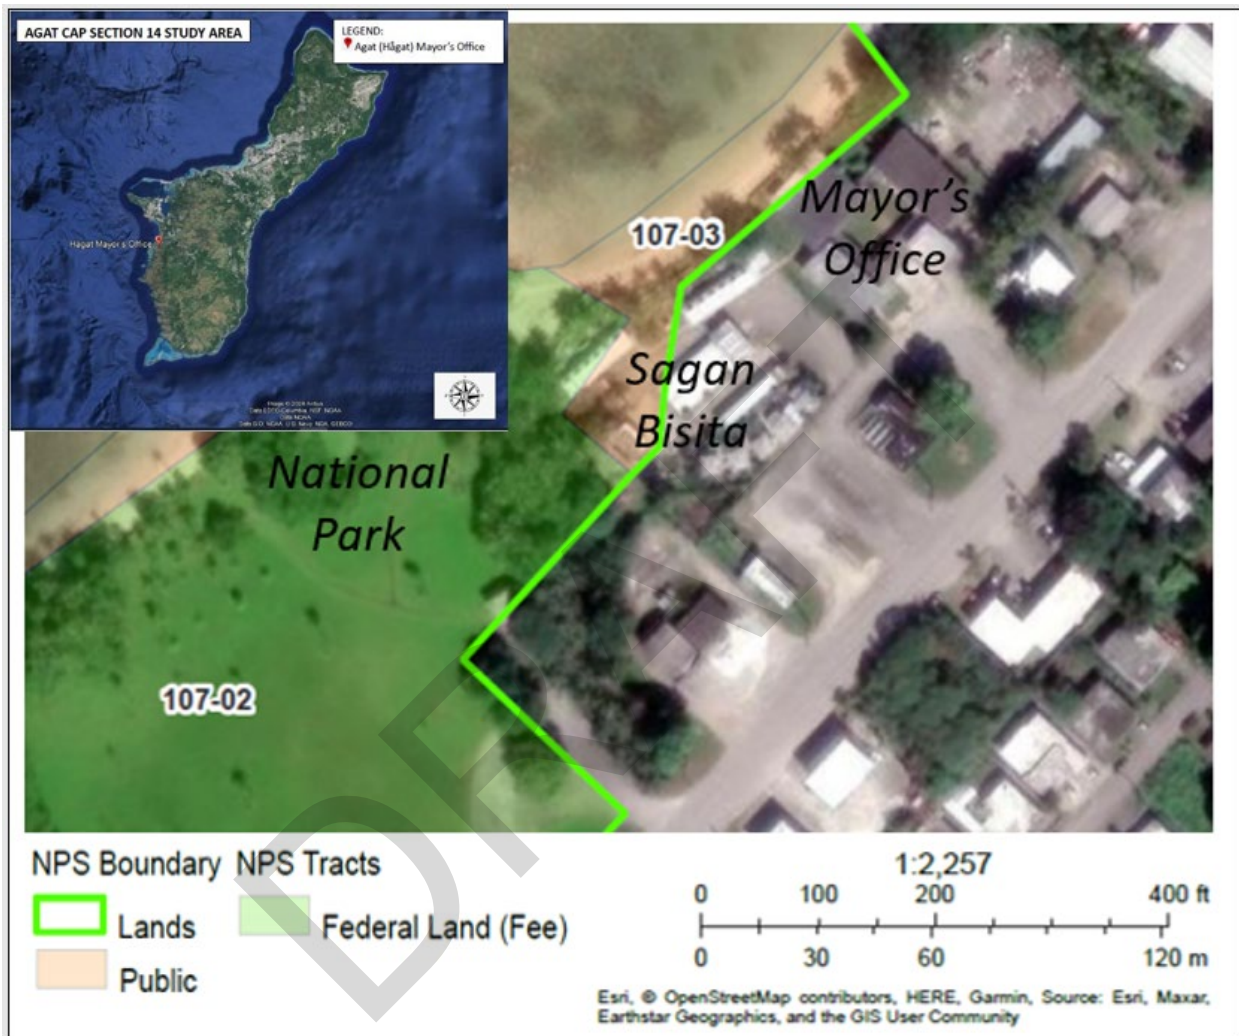 AGAT CAP SECTION 14 STUDY AREA
LEGEND:
Agat (Hågat) Mayor's Office
Hagat Mayor's Office
Mayor's
Office
107-03
Sagan
Bisita
National
Park
107-02
DRAFT
NPS Boundary NPS Tracts
Lands Federal Land (Fee)
Public
1:2,257
0 100 200 400 ft
0 30 60 120 m
Esri, © OpenStreetMap contributors, HERE, Garmin, Source: Esri, Maxar,
Earthstar Geographics, and the GIS User Community